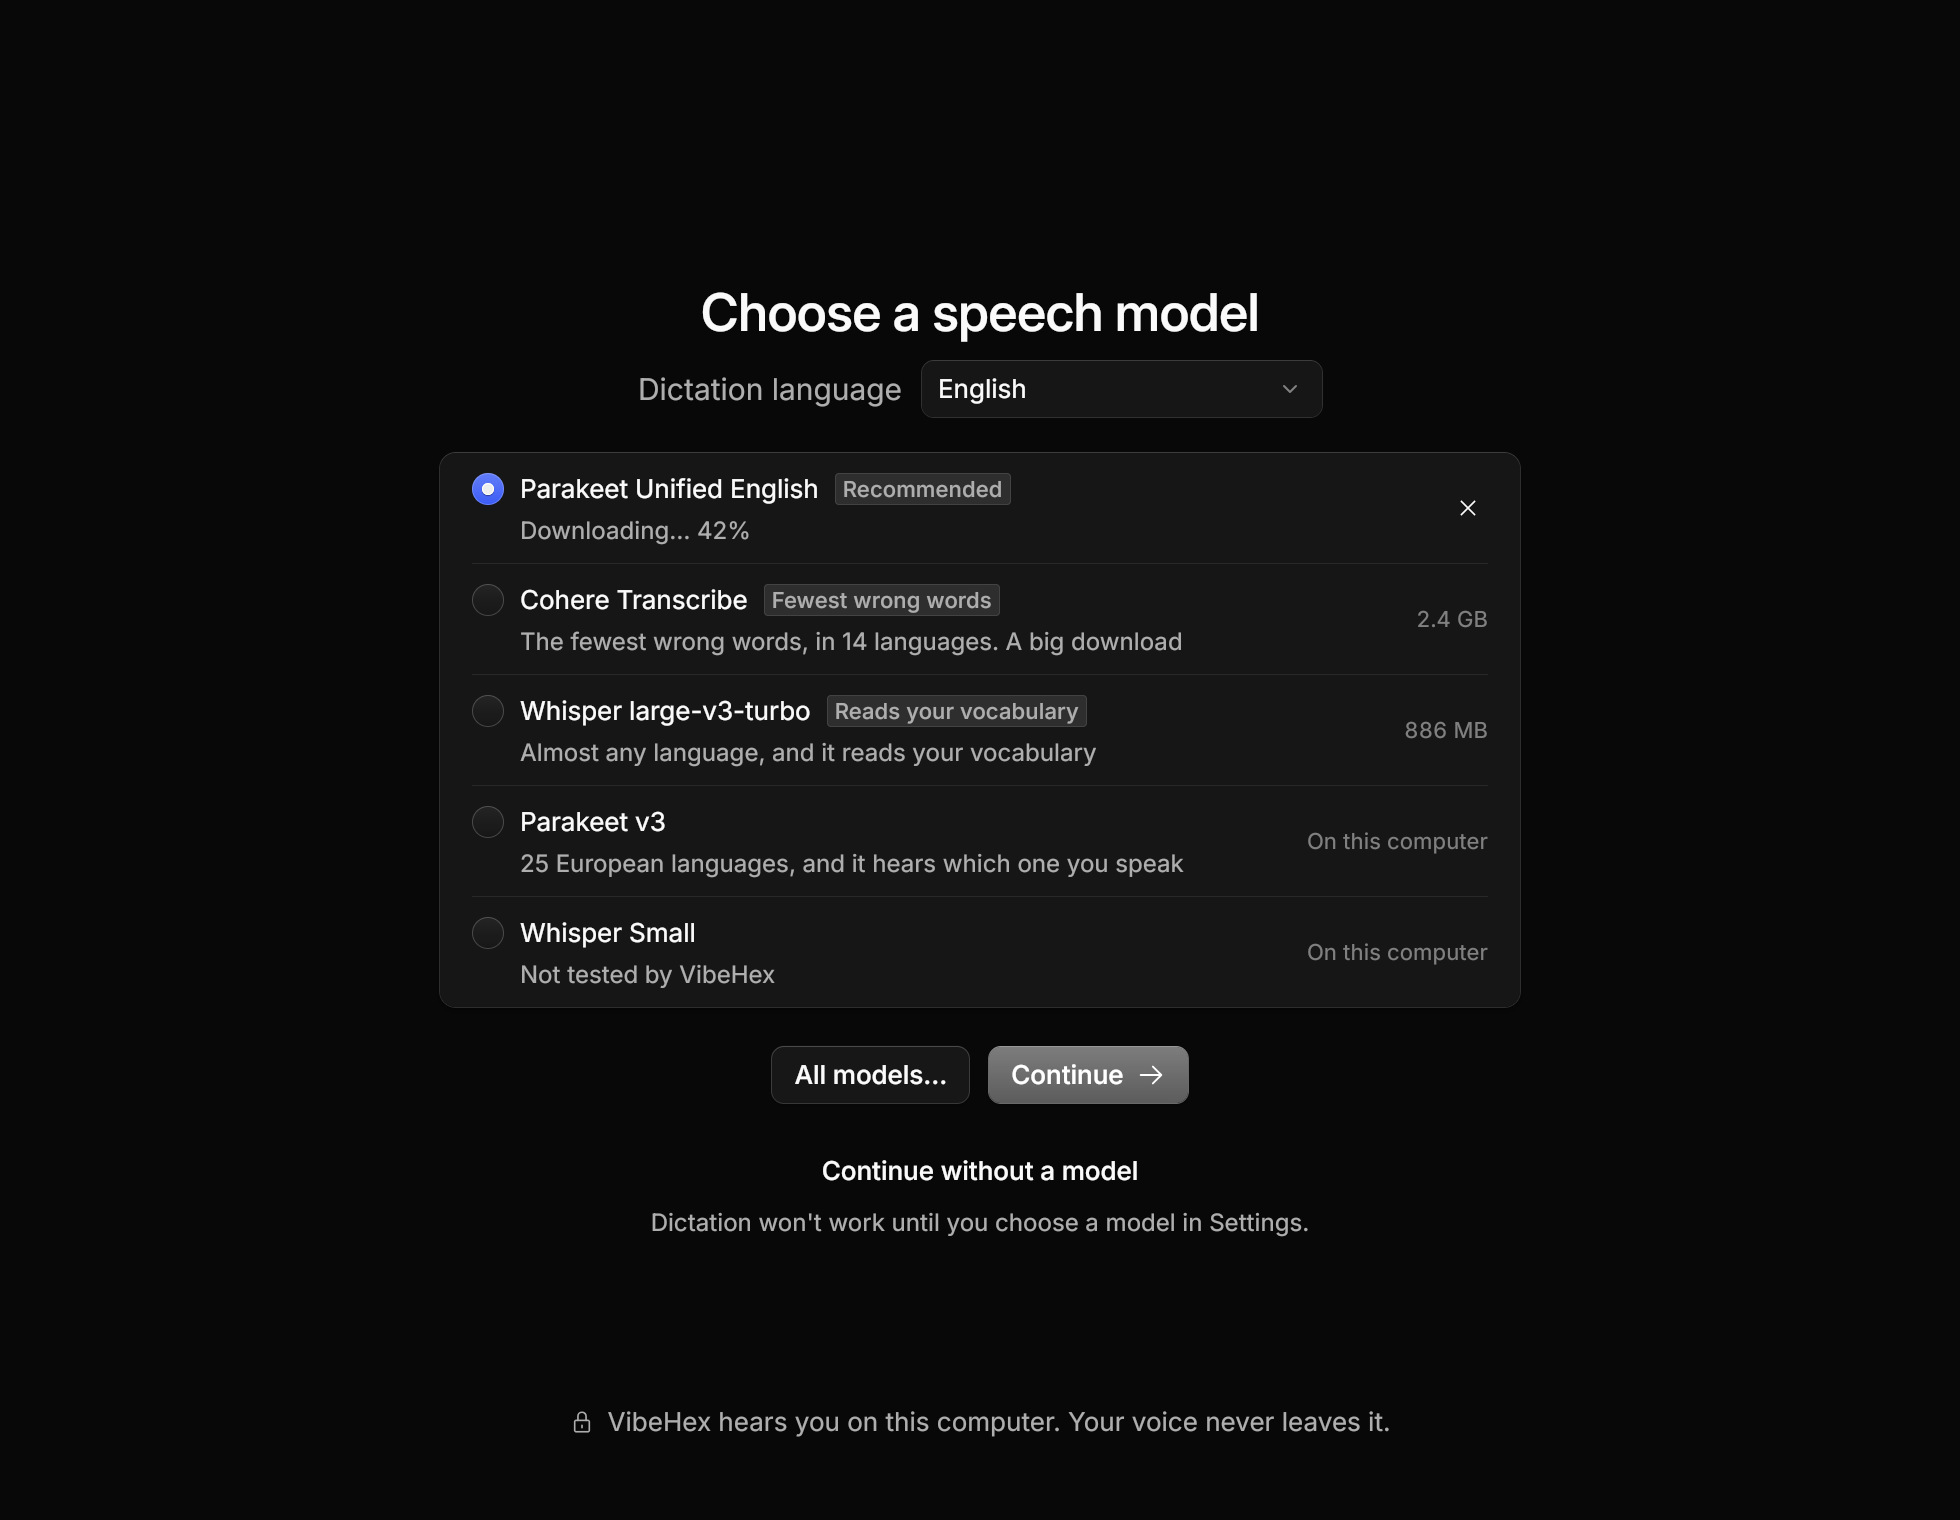 Choose a speech model
Dictation language English
Parakeet Unified English Recommended
Downloading... 42%
Cohere Transcribe Fewest wrong words
The fewest wrong words, in 14 languages. A big download
2.4 GB
Whisper large-v3-turbo Reads your vocabulary
Almost any language, and it reads your vocabulary
886 MB
Parakeet v3
25 European languages, and it hears which one you speak
On this computer
Whisper Small
Not tested by VibeHex
On this computer
All models... Continue →
Continue without a model
Dictation won't work until you choose a model in Settings.
VibeHex hears you on this computer. Your voice never leaves it.